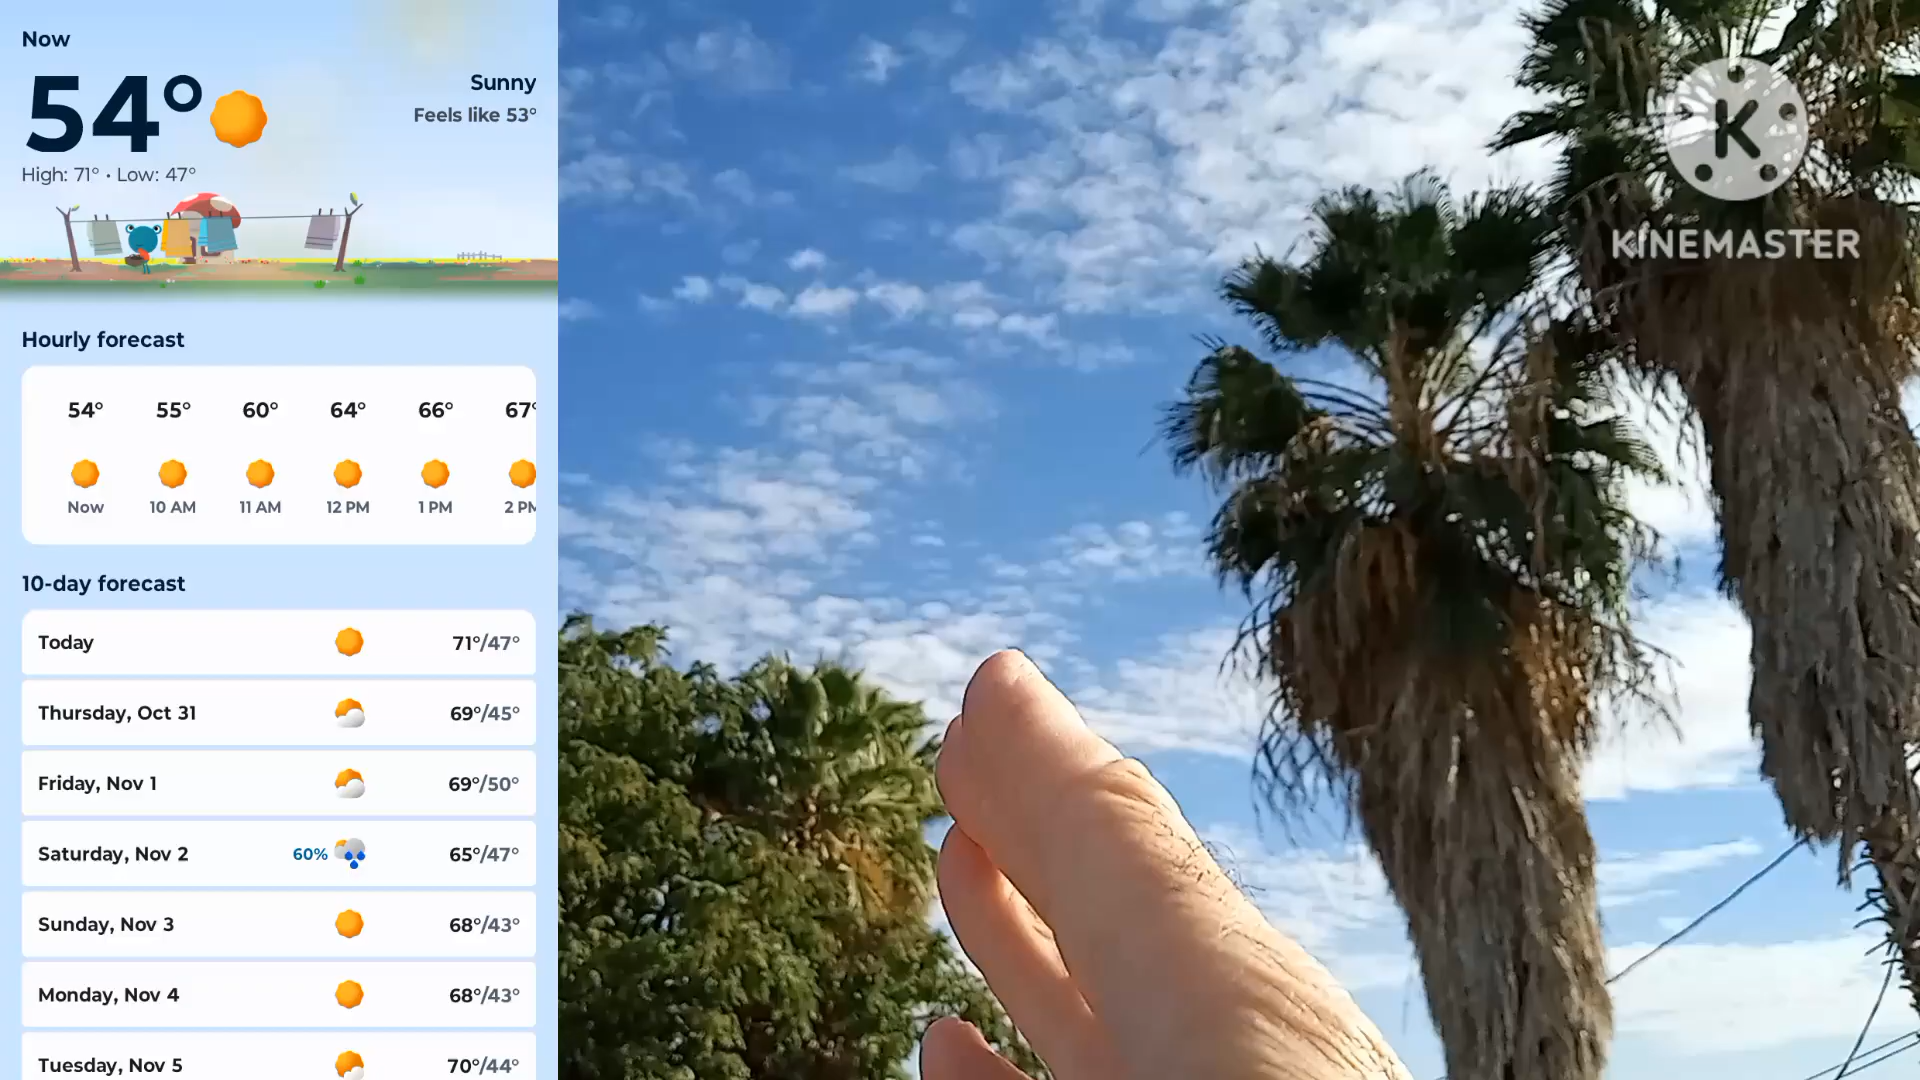 Now
54°
Sunny
Feels like 53°
High: 71° • Low: 47°
Hourly forecast
54° 55° 60° 64° 66° 67°
Now 10 AM 11 AM 12 PM 1 PM 2 PM
10-day forecast
Today 71°/47°
Thursday, Oct 31 69°/45°
Friday, Nov 1 69°/50°
Saturday, Nov 2 60% 65°/47°
Sunday, Nov 3 68°/43°
Monday, Nov 4 68°/43°
Tuesday, Nov 5 70°/44°
K
KINEMASTER